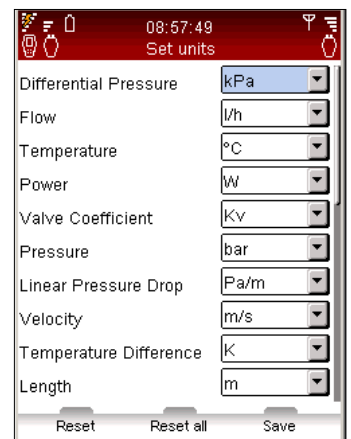 08:57:49
Set units
Differential Pressure kPa
Flow l/h
Temperature °C
Power W
Valve Coefficient Kv
Pressure bar
Linear Pressure Drop Pa/m
Velocity m/s
Temperature Difference K
Length m
Reset Reset all Save